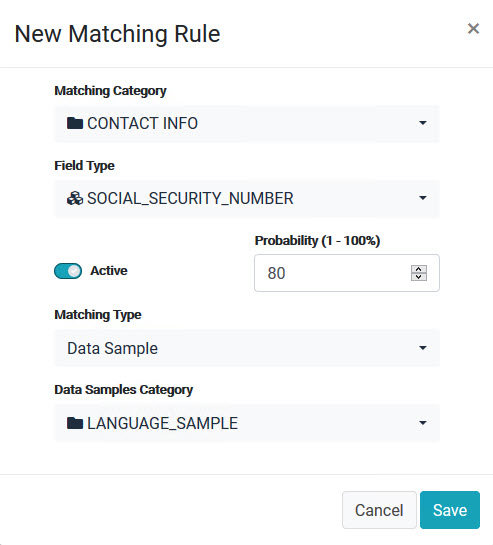 New Matching Rule
Matching Category
CONTACT INFO
Field Type
SOCIAL_SECURITY_NUMBER
Probability (1 - 100%)
Active
80
Matching Type
Data Sample
Data Samples Category
LANGUAGE_SAMPLE
Cancel Save